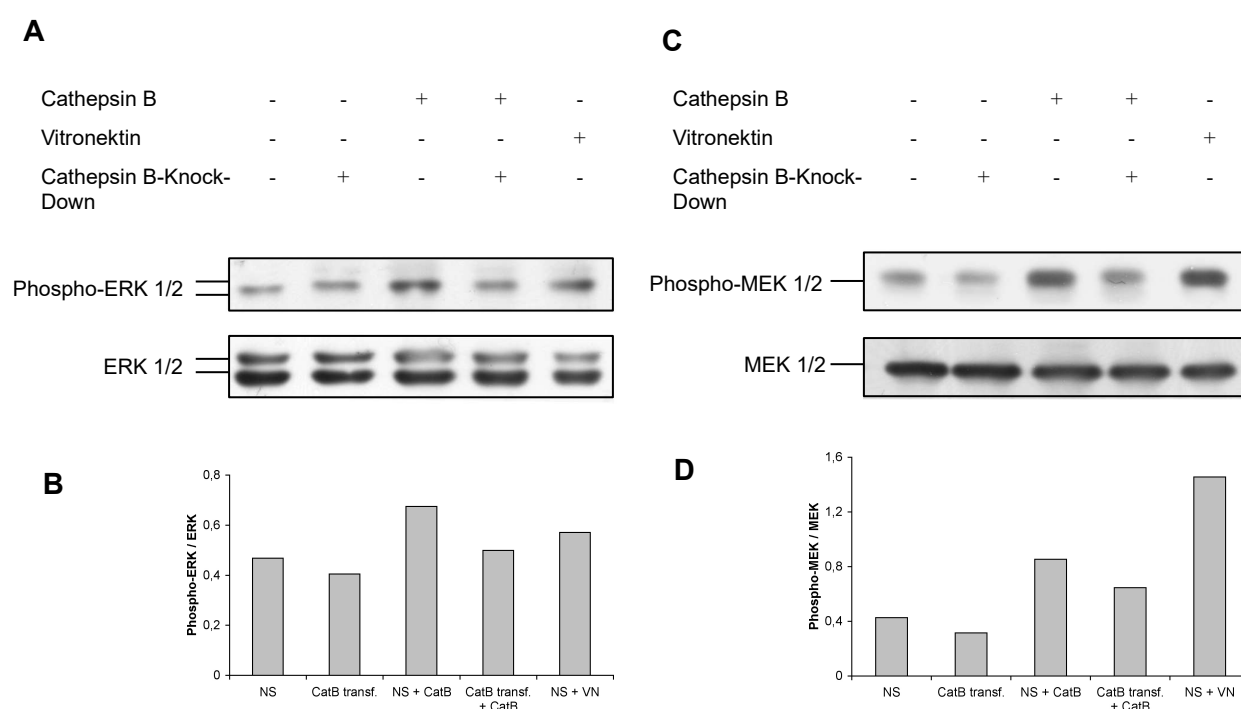 A
Cathepsin B - - + + -
Vitronektin - - - - +
Cathepsin B-Knock-
Down - + - + -
Phospho-ERK 1/2
ERK 1/2
B
0,8
0,6
0,4
0,2
0
Phospho-ERK / ERK
NS CatB transf. NS + CatB CatB transf. NS + VN
+ CatB
C
Cathepsin B - - + + -
Vitronektin - - - - +
Cathepsin B-Knock-
Down - + - + -
Phospho-MEK 1/2
MEK 1/2
D
1,6
1,2
0,8
0,4
0
Phospho-MEK / MEK
NS CatB transf. NS + CatB CatB transf. NS + VN
+ CatB